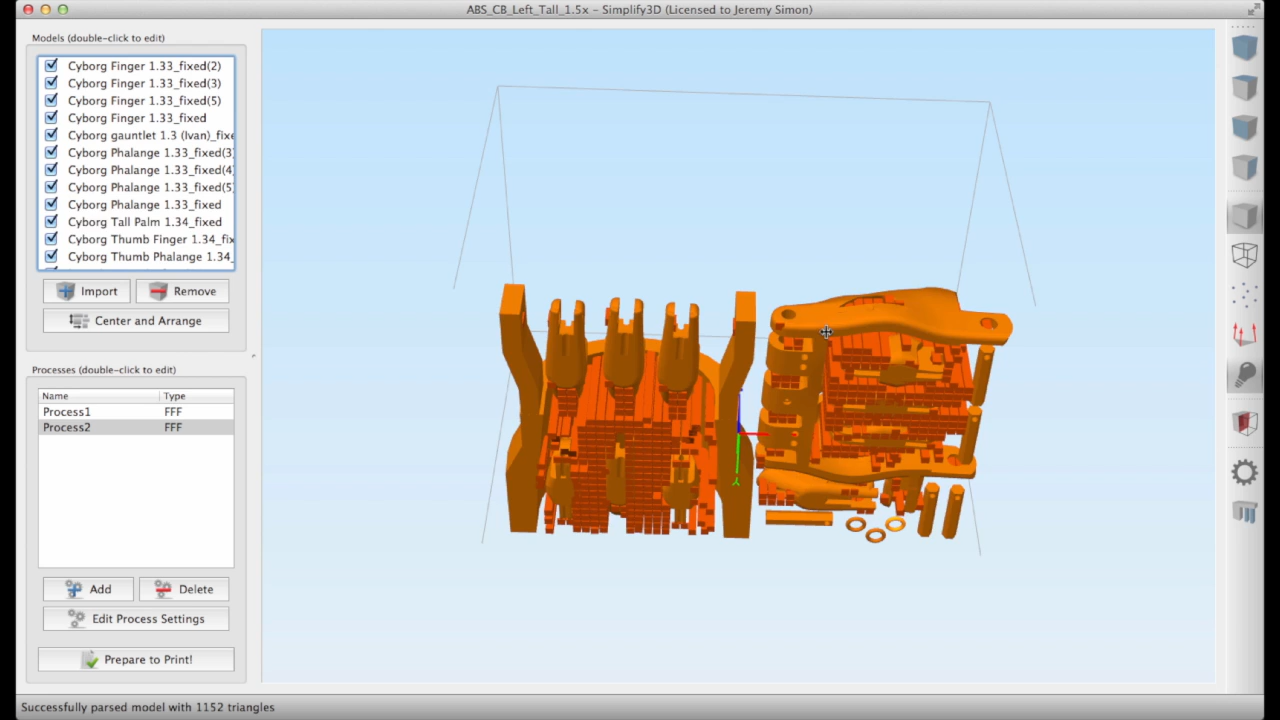 ABS_CB_Left_Tall_1.5x – Simplify3D (Licensed to Jeremy Simon)
Models (double-click to edit)
Cyborg Finger 1.33_fixed(2)
Cyborg Finger 1.33_fixed(3)
Cyborg Finger 1.33_fixed(5)
Cyborg Finger 1.33_fixed
Cyborg gauntlet 1.3 (Ivan)_fixe
Cyborg Phalange 1.33_fixed(3)
Cyborg Phalange 1.33_fixed(4)
Cyborg Phalange 1.33_fixed(5)
Cyborg Phalange 1.33_fixed
Cyborg Tall Palm 1.34_fixed
Cyborg Thumb Finger 1.34_fix
Cyborg Thumb Phalange 1.34_
Import Remove
Center and Arrange
Processes (double-click to edit)
Name Type
Process1 FFF
Process2 FFF
Add Delete
Edit Process Settings
Prepare to Print!
Successfully parsed model with 1152 triangles